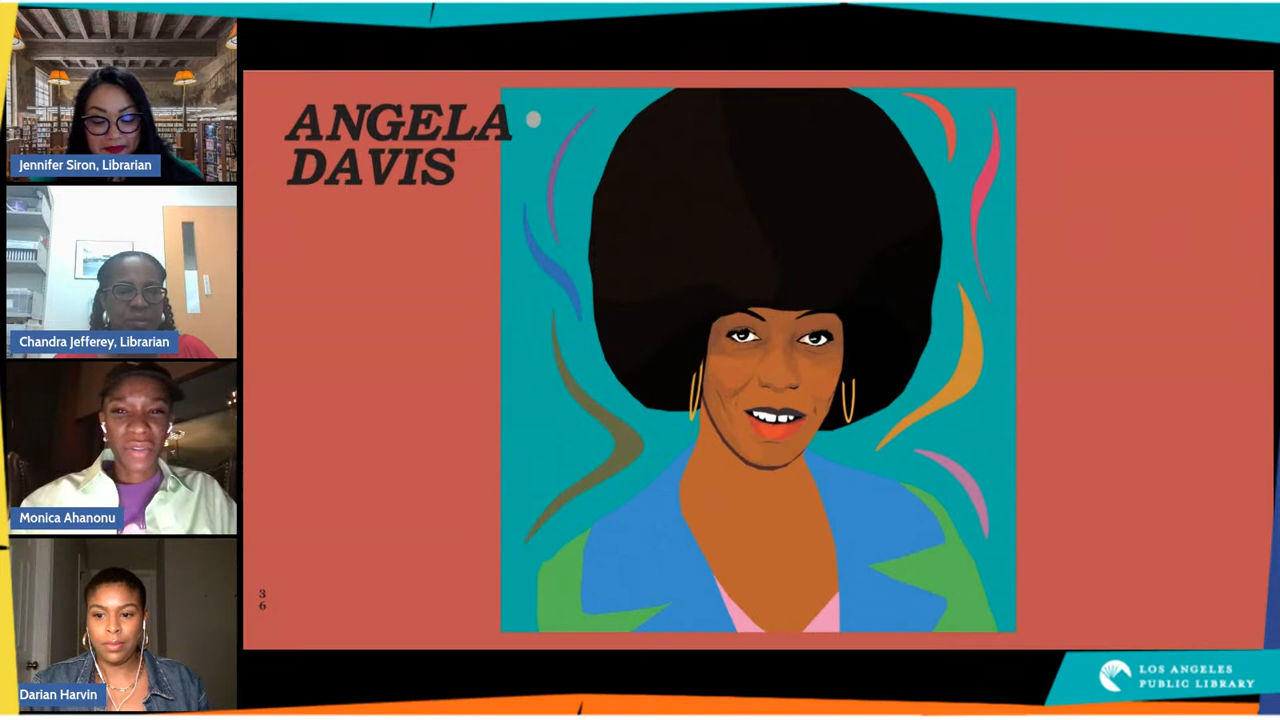 Jennifer Siron, Librarian
Chandra Jefferey, Librarian
Monica Ahanonu
Darian Harvin
ANGELA
DAVIS
3
6
LOS ANGELES
PUBLIC LIBRARY